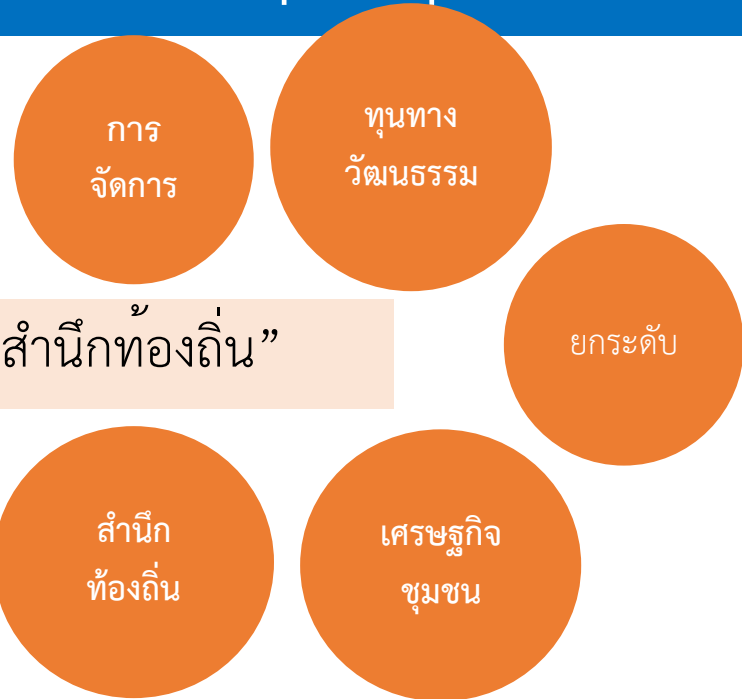 การ
จัดการ
ทุนทาง
วัฒนธรรม
ยกระดับ
สำนึกท้องถิ่น”
สำนึก
ท้องถิ่น
เศรษฐกิจ
ชุมชน